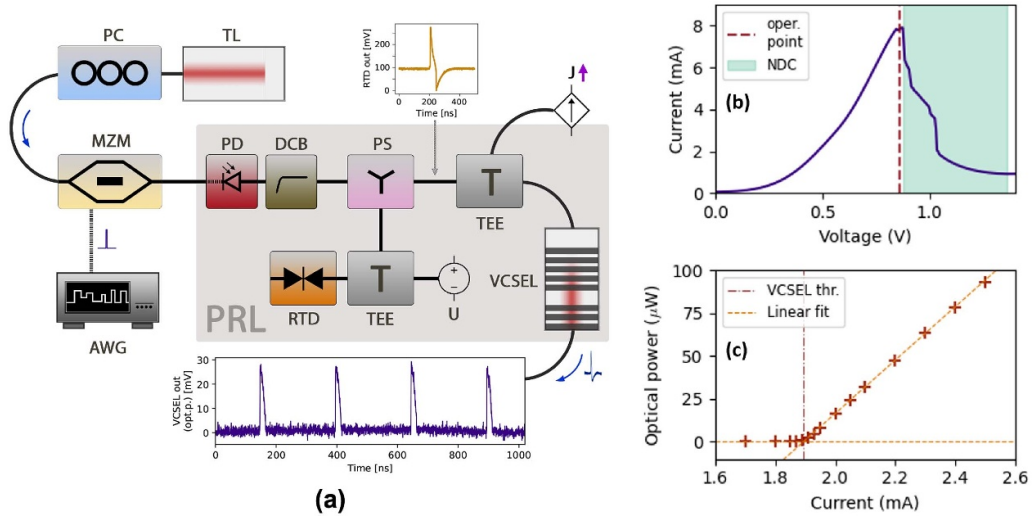 PC
TL
MZM
AWG
PD
DCB
PS
TEE
J
RTD
TEE
U
VCSEL
PRL
RTD out [mV]
200
100
0
0
200
400
Time [ns]
VCSEL out
(opt.p.) [mV]
30
20
10
0
0
200
400
600
800
1000
Time [ns]
(a)
Current (mA)
8
6
4
2
0
0.0
0.5
1.0
Voltage (V)
oper.
point
NDC
(b)
Optical power (μW)
100
75
50
25
0
1.6
1.8
2.0
2.2
2.4
2.6
Current (mA)
VCSEL thr.
Linear fit
(c)